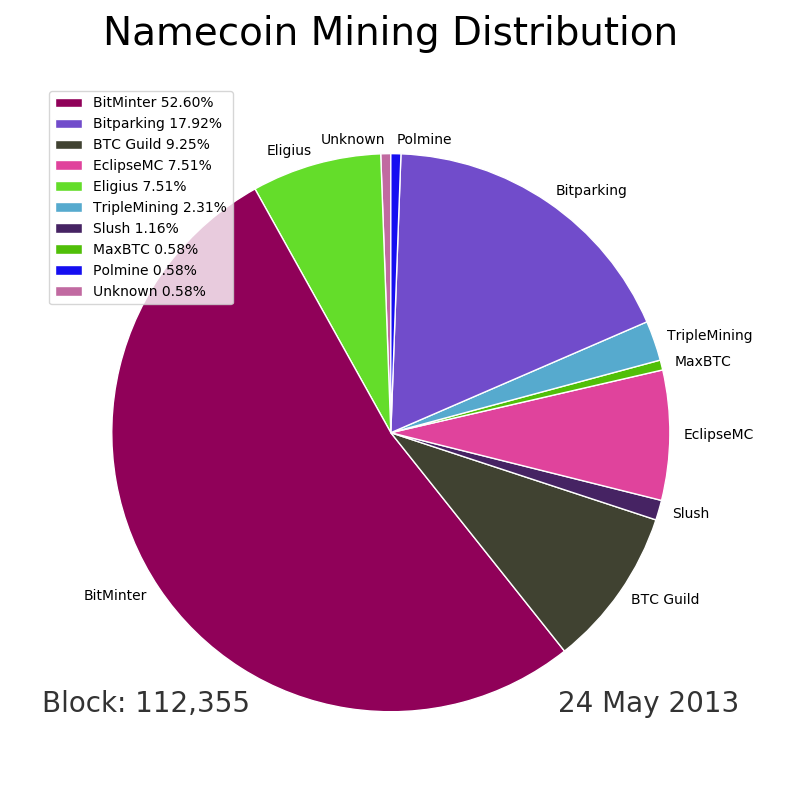 Namecoin Mining Distribution
BitMinter 52.60%
Bitparking 17.92%
BTC Guild 9.25%
EclipseMC 7.51%
Eligius 7.51%
TripleMining 2.31%
Slush 1.16%
MaxBTC 0.58%
Polmine 0.58%
Unknown 0.58%
Unknown
Polmine
Eligius
Bitparking
TripleMining
MaxBTC
EclipseMC
Slush
BitMinter
BTC Guild
Block: 112,355
24 May 2013